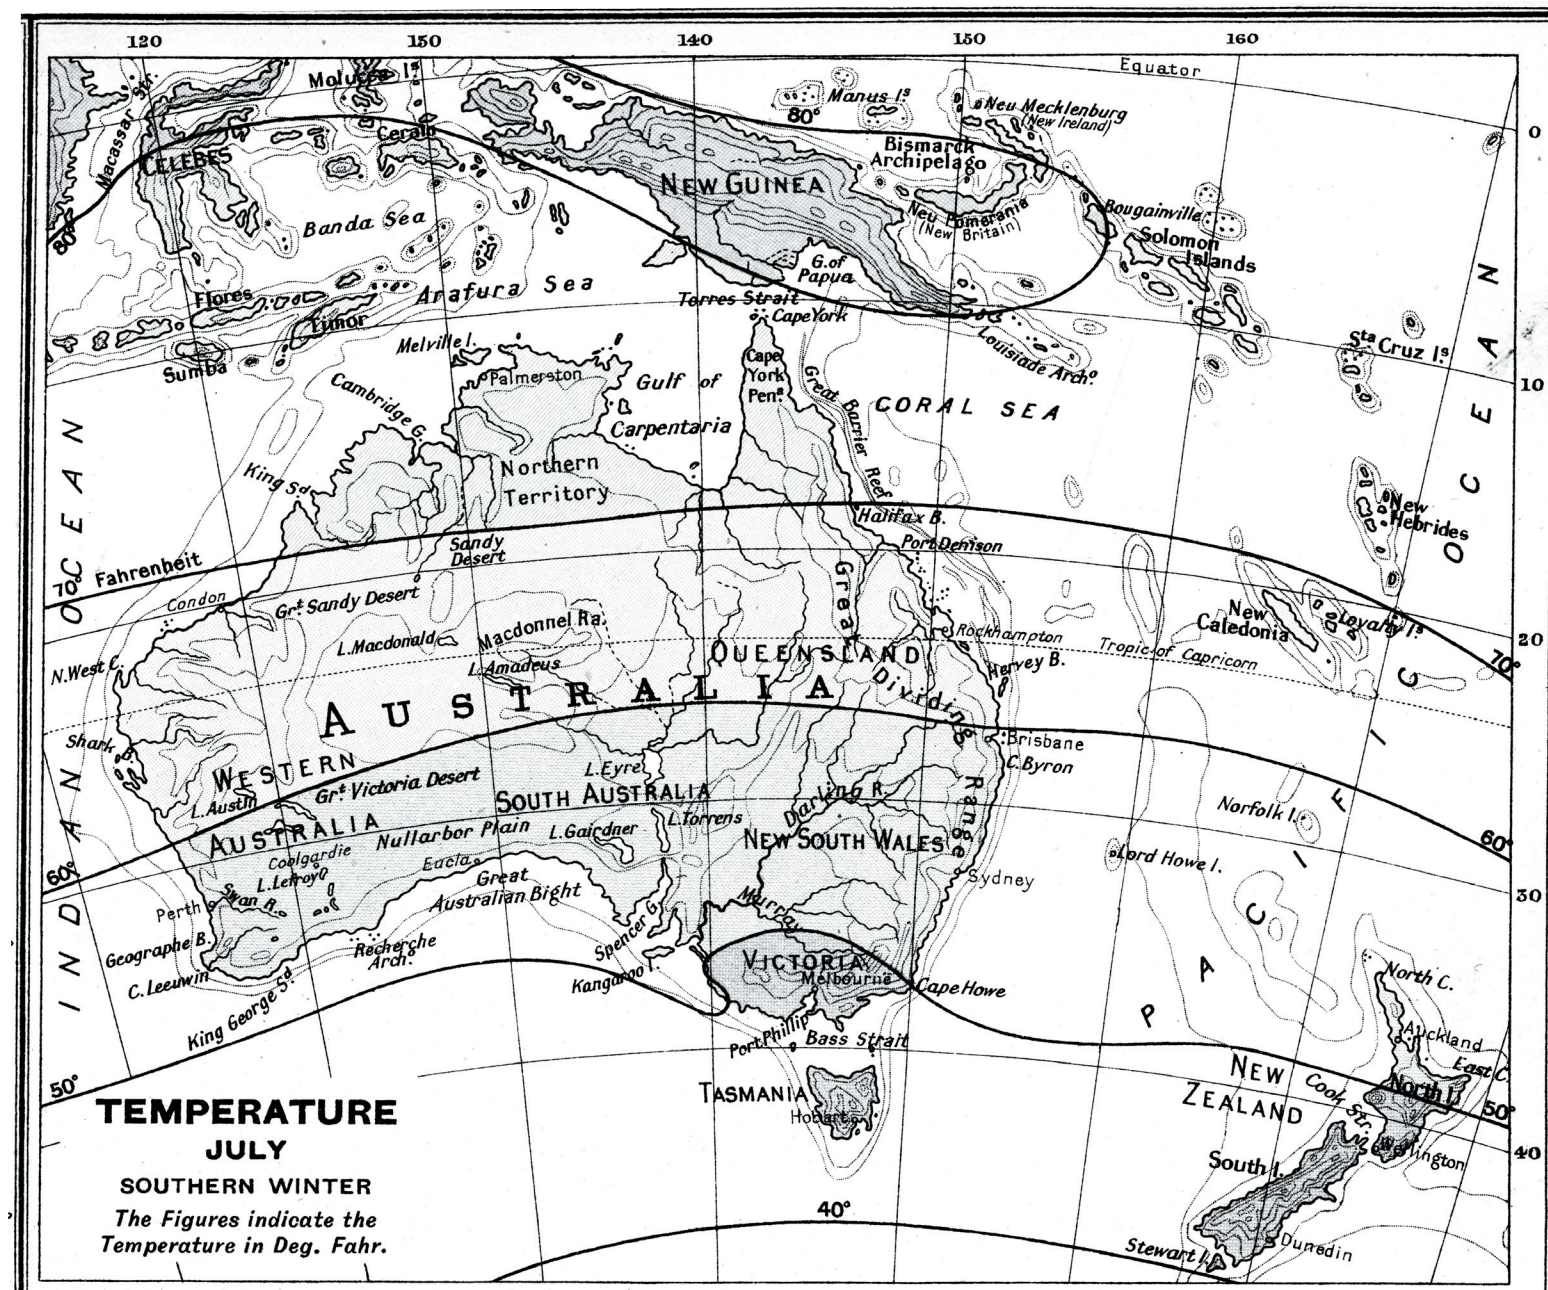 120
130
140
150
160
Equator
Macassar Str.
Molucca Is
Manus Is
80°
Neu Mecklenburg
(New Ireland)
0
CELEBES
Ceram
Bismarck
Archipelago
NEW GUINEA
80°
Banda Sea
Neu Pomerania
(New Britain)
Bougainville
Solomon
Islands
G. of
Papua
Flores
Arafura Sea
Timor
Torres Strait
Cape York
Sumba
Melville I.
Louisiade Archo.
Sta Cruz Is.
Palmerston
Cape
York
Pena.
Gulf of
Carpentaria
Cambridge G.
Great Barrier Reef
CORAL SEA
10
King Sd
Northern
Territory
New
Hebrides
Halifax B.
70°
Fahrenheit
Sandy
Desert
Port Denison
Condon
Grt. Sandy Desert
Great
Dividing
Range
New
Caledonia
Loyalty Is
20
L. Macdonald
Macdonnel Ra.
QUEENSLAND
Rockhampton
Tropic of Capricorn
N. West C.
L. Amadeus
Hervey B.
70°
AUSTRALIA
Shark B.
Brisbane
C. Byron
WESTERN
AUSTRALIA
Grt. Victoria Desert
L. Eyre
SOUTH AUSTRALIA
L. Austin
Darling R.
Norfolk I.
L. Torrens
60°
60°
Nullarbor Plain
L. Gairdner
NEW SOUTH WALES
Coolgardie
L. Lefroy
Eucla
Lord Howe I.
Sydney
Swan R.
Perth
Great
Australian Bight
30
Murray
Geographe B.
Recherche
Archo.
Spencer G.
VICTORIA
Melbourne
C. Leeuwin
Kangaroo I.
Cape Howe
North C.
King George Sd
Port Phillip
Bass Strait
Auckland
East C.
INDIAN OCEAN
PACIFIC OCEAN
50°
TASMANIA
Hobart
NEW
ZEALAND
Cook Str.
North I.
50°
South I.
Wellington
40
TEMPERATURE
JULY
SOUTHERN WINTER
The Figures indicate the
Temperature in Deg. Fahr.
40°
Stewart I.
Dunedin